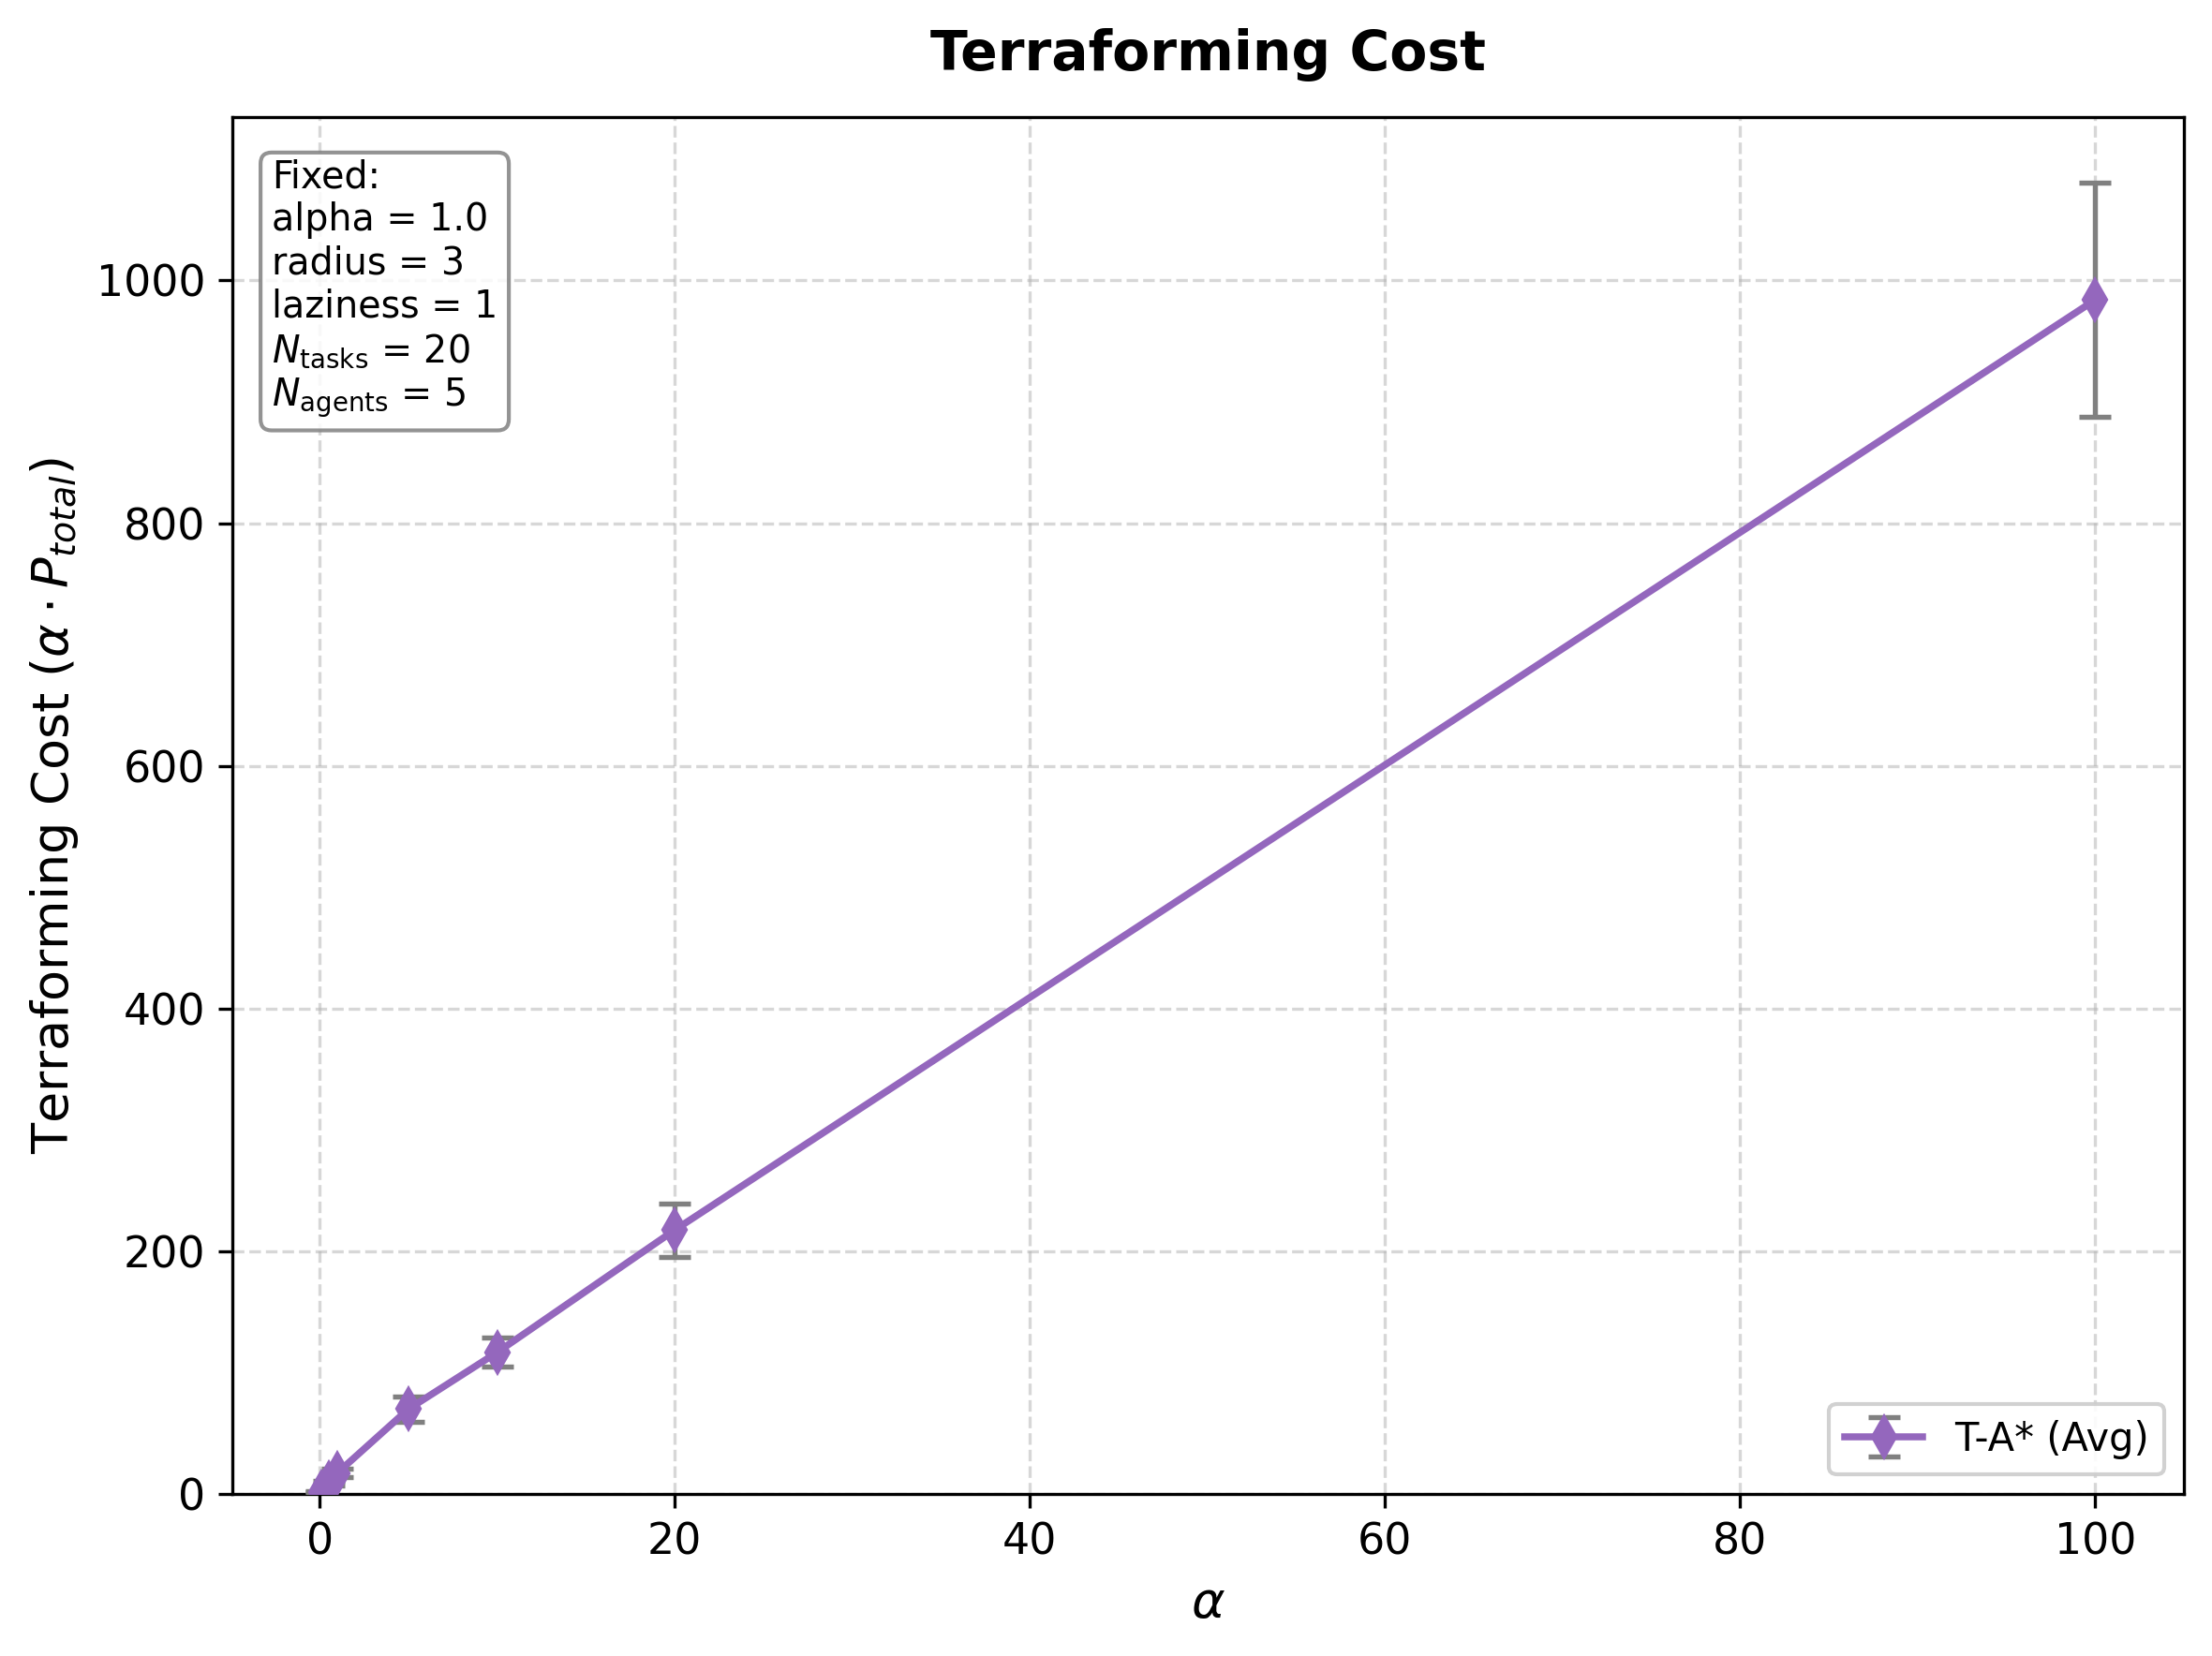 Terraforming Cost
Fixed:
alpha = 1.0
radius = 3
laziness = 1
N_tasks = 20
N_agents = 5
Terraforming Cost (α · P_total)
1000
800
600
400
200
0
0 20 40 60 80 100
α
T-A* (Avg)